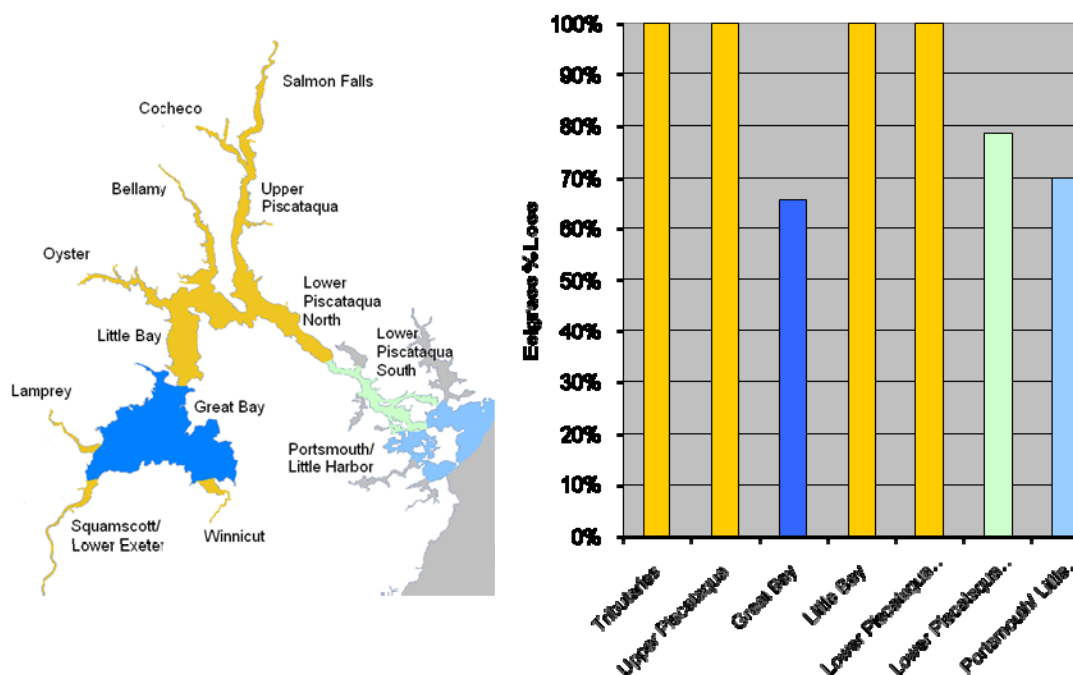 Salmon Falls
Cocheco
Bellamy
Upper
Piscataqua
Oyster
Lower
Piscataqua
North
Little Bay
Lower
Piscataqua
South
Lamprey
Great Bay
Portsmouth/
Little Harbor
Squamscott/
Lower Exeter
Winnicut
Eelgrass % Loss
100%
90%
80%
70%
60%
50%
40%
30%
20%
10%
0%
Tributaries
Upper Piscataqua
Great Bay
Little Bay
Lower Piscataqua..
Lower Piscataqua..
Portsmouth/ Little..